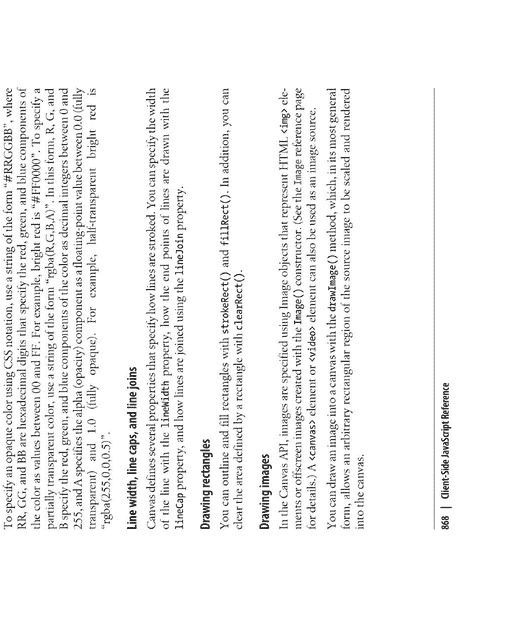 To specify an opaque color using CSS notation, use a string of the form “#RRGGBB”, where
RR, GG, and BB are hexadecimal digits that specify the red, green, and blue components of
the color as values between 00 and FF. For example, bright red is “#FF0000”. To specify a
partially transparent color, use a string of the form “rgba(R,G,B,A)”. In this form, R, G, and
B specify the red, green, and blue components of the color as decimal integers between 0 and
255, and A specifies the alpha (opacity) component as a floating-point value between 0.0 (fully
transparent) and 1.0 (fully opaque). For example, half-transparent bright red is
“rgba(255,0,0,0.5)”.
Line width, line caps, and line joins
Canvas defines several properties that specify how lines are stroked. You can specify the width
of the line with the lineWidth property, how the end points of lines are drawn with the
lineCap property, and how lines are joined using the lineJoin property.
Drawing rectangles
You can outline and fill rectangles with strokeRect() and fillRect(). In addition, you can
clear the area defined by a rectangle with clearRect().
Drawing images
In the Canvas API, images are specified using Image objects that represent HTML <img> ele-
ments or offscreen images created with the Image() constructor. (See the Image reference page
for details.) A <canvas> element or <video> element can also be used as an image source.
You can draw an image into a canvas with the drawImage() method, which, in its most general
form, allows an arbitrary rectangular region of the source image to be scaled and rendered
into the canvas.
868 | Client-Side JavaScript Reference